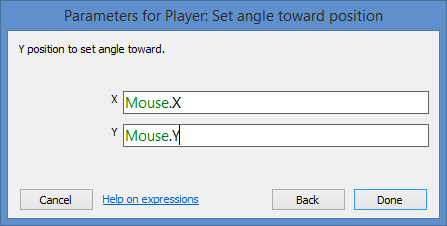 Parameters for Player: Set angle toward position
Y position to set angle toward.
X Mouse.X
Y Mouse.Y
Cancel Help on expressions Back Done